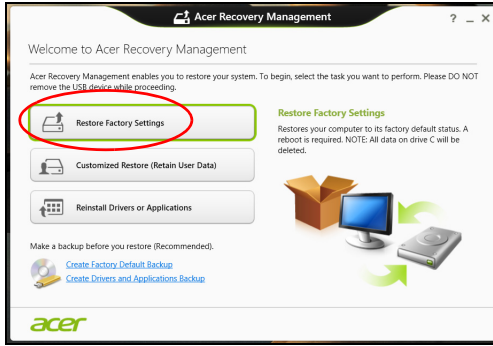 Acer Recovery Management
? _ X
Welcome to Acer Recovery Management
Acer Recovery Management enables you to restore your system. To begin, select the task you want to perform. Please DO NOT
remove the USB device while proceeding.
Restore Factory Settings
Customized Restore (Retain User Data)
Reinstall Drivers or Applications
Restore Factory Settings
Restores your computer to its factory default status. A
reboot is required. NOTE: All data on drive C will be
deleted.
Make a backup before you restore (Recommended).
Create Factory Default Backup
Create Drivers and Applications Backup
acer